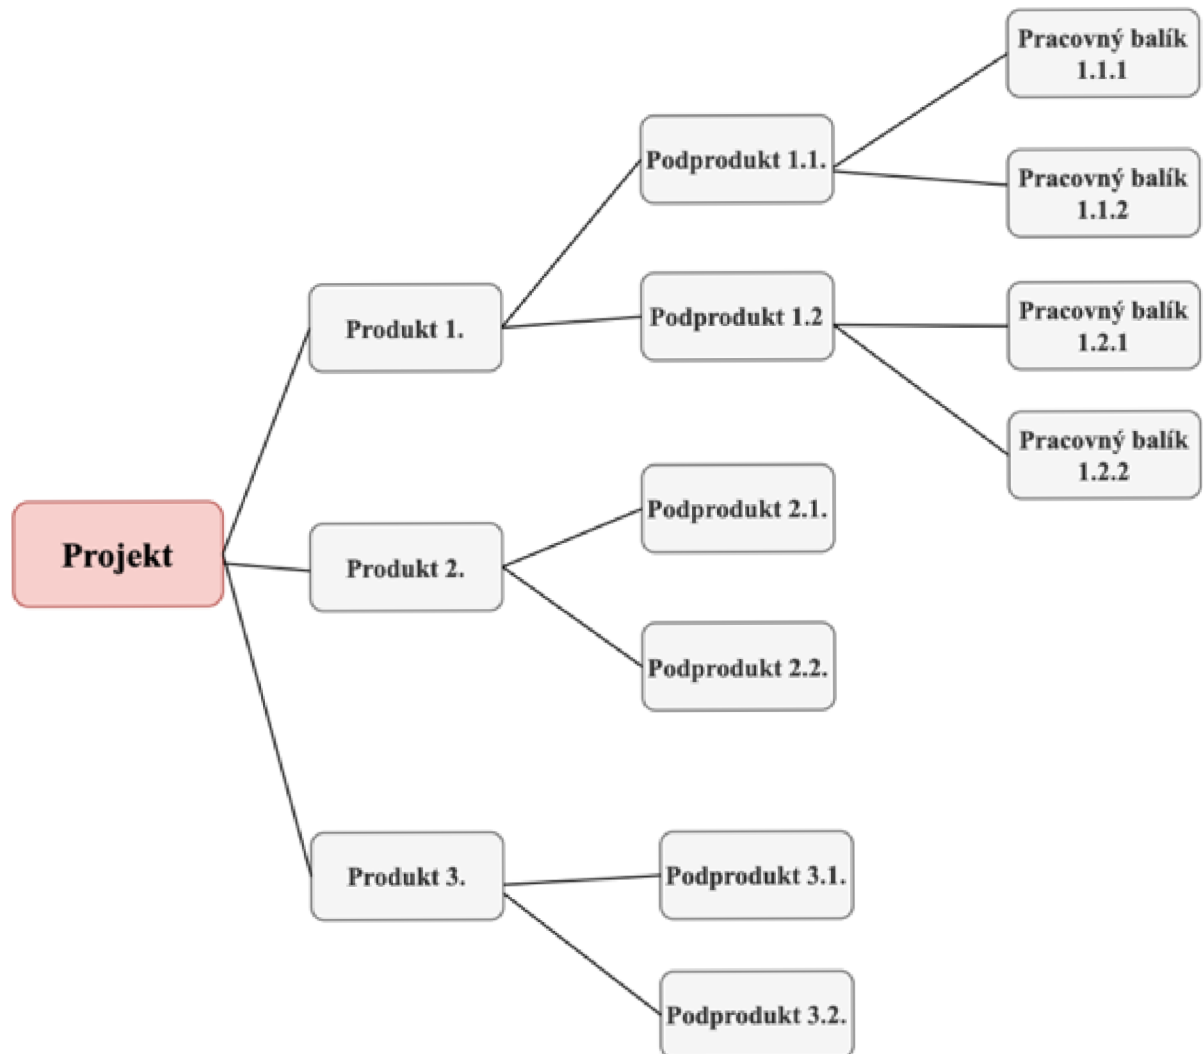 Projekt
Produkt 1.
Podprodukt 1.1.
Pracovný balík
1.1.1
Pracovný balík
1.1.2
Podprodukt 1.2
Pracovný balík
1.2.1
Pracovný balík
1.2.2
Produkt 2.
Podprodukt 2.1.
Podprodukt 2.2.
Produkt 3.
Podprodukt 3.1.
Podprodukt 3.2.